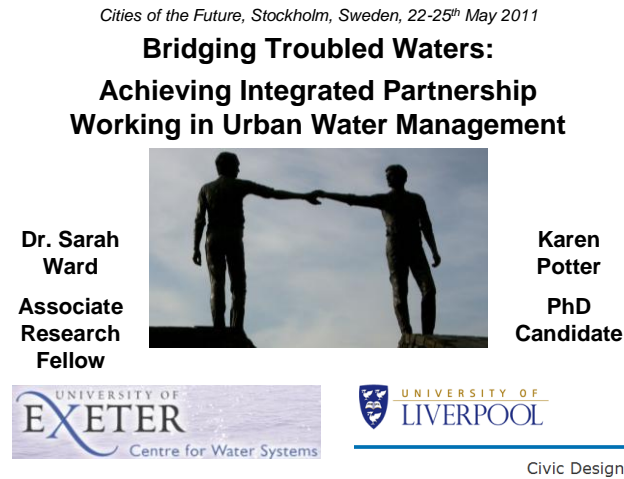 Cities of the Future, Stockholm, Sweden, 22-25th May 2011
Bridging Troubled Waters:
Achieving Integrated Partnership
Working in Urban Water Management
Dr. Sarah
Ward
Associate
Research
Fellow
Karen
Potter
PhD
Candidate
UNIVERSITY OF
EXETER
Centre for Water Systems
UNIVERSITY OF
LIVERPOOL
Civic Design